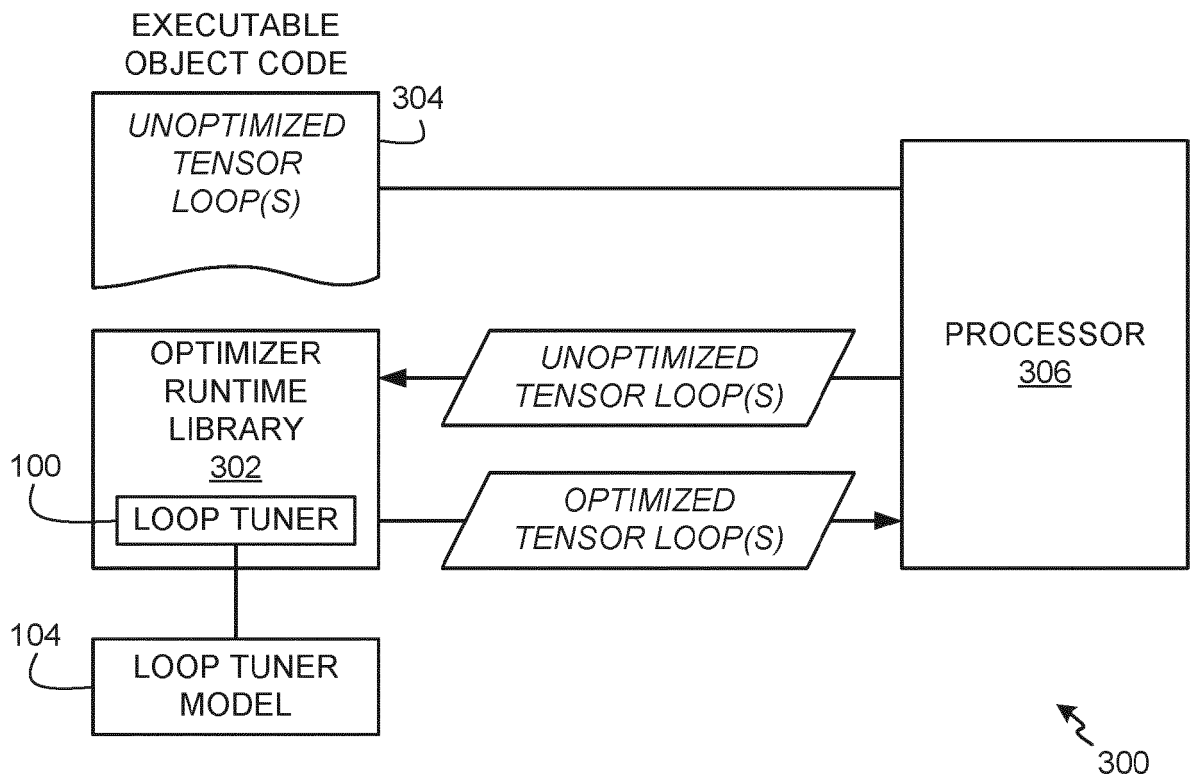 EXECUTABLE
OBJECT CODE
304
UNOPTIMIZED
TENSOR
LOOP(S)
PROCESSOR
306
OPTIMIZER
RUNTIME
LIBRARY
302
UNOPTIMIZED
TENSOR LOOP(S)
100
LOOP TUNER
OPTIMIZED
TENSOR LOOP(S)
104
LOOP TUNER
MODEL
300